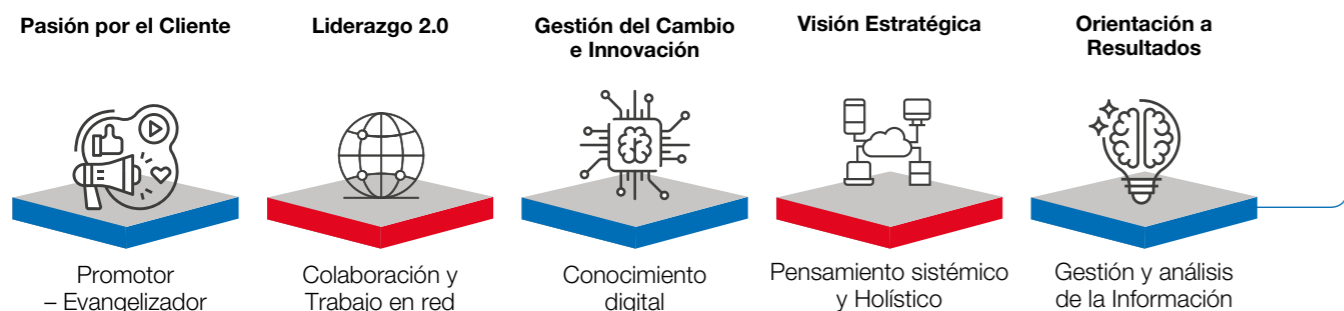 Pasión por el Cliente
Liderazgo 2.0
Gestión del Cambio
e Innovación
Visión Estratégica
Orientación a
Resultados
Promotor
– Evangelizador
Colaboración y
Trabajo en red
Conocimiento
digital
Pensamiento sistémico
y Holístico
Gestión y análisis
de la Información